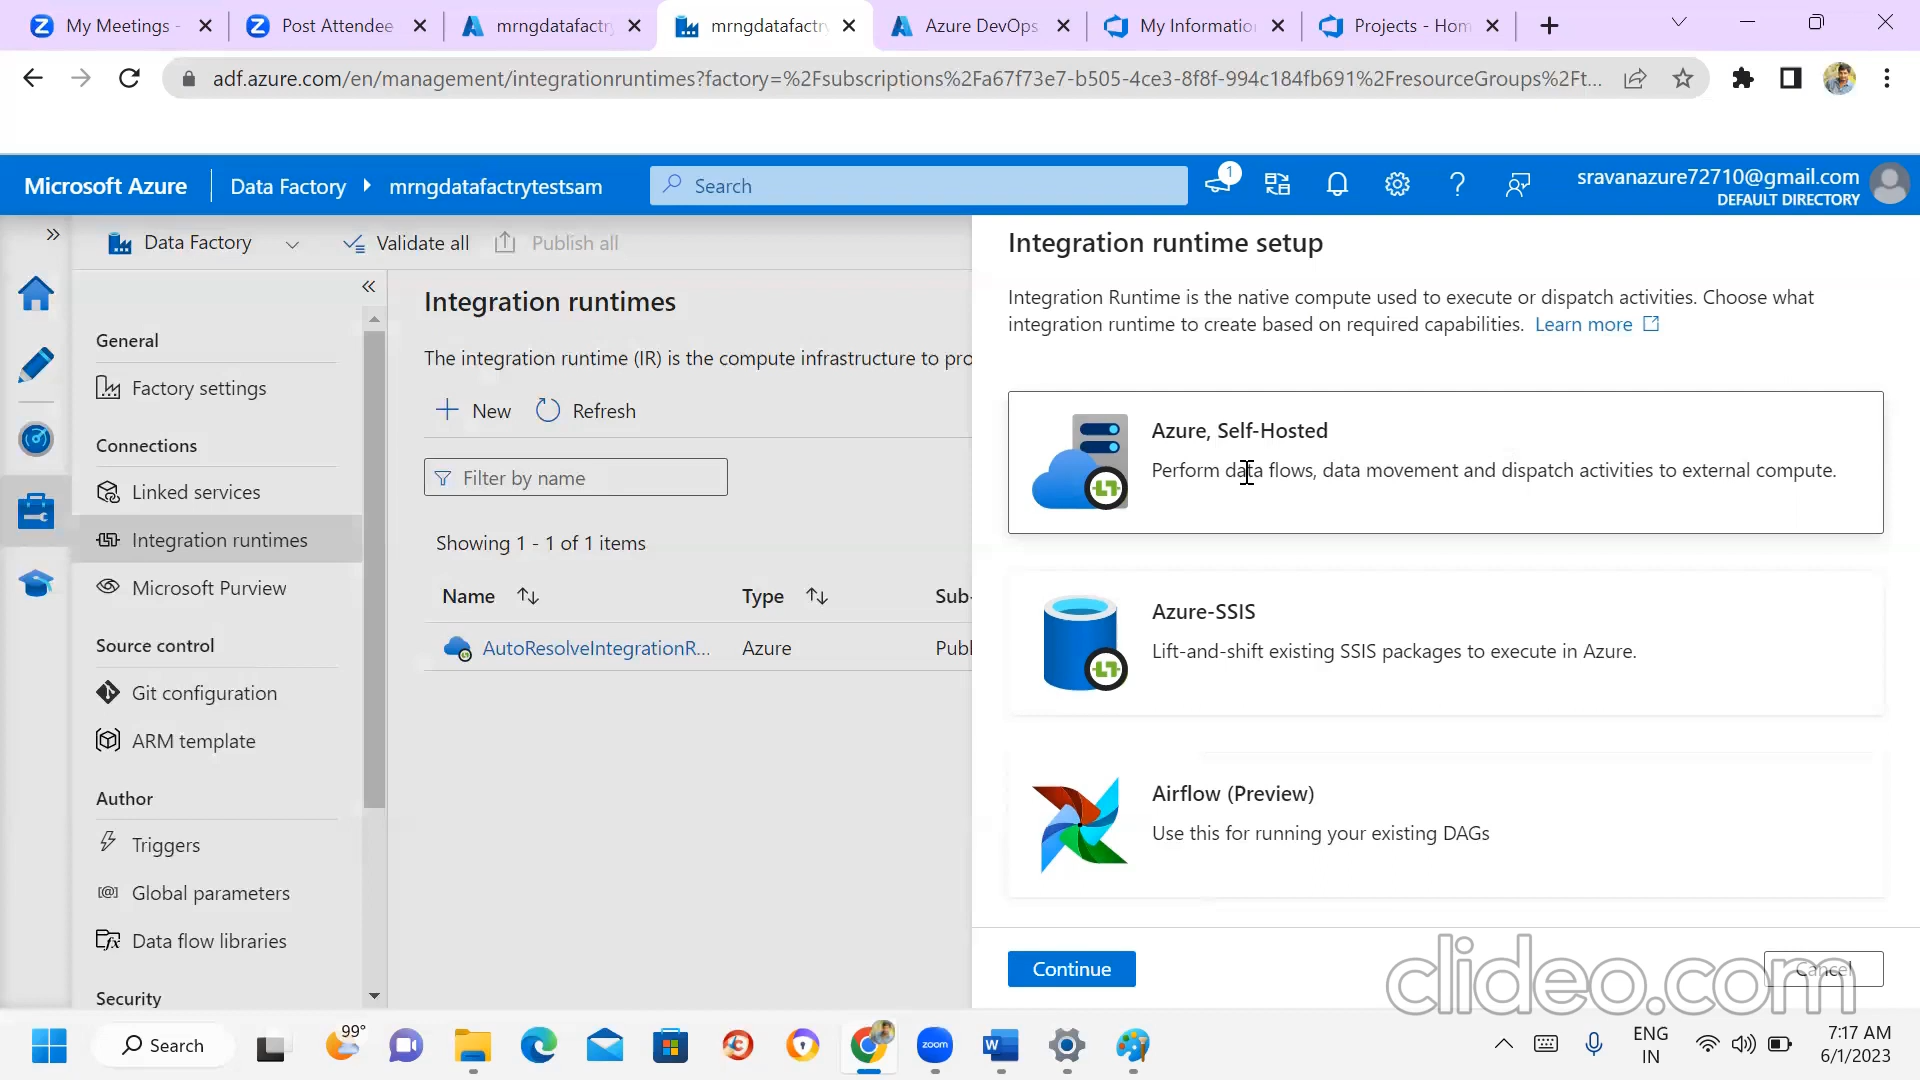 My Meetings -
Post Attendee
mrngdatafactry
mrngdatafactry
Azure DevOps
My Information
Projects - Hom
adf.azure.com/en/management/integrationruntimes?factory=%2Fsubscriptions%2Fa67f73e7-b505-4ce3-8f8f-994c184fb691%2FresourceGroups%2Ft...
Microsoft Azure
Data Factory
mrngdatafactrytestsam
Search
1
sravanazure72710@gmail.com
DEFAULT DIRECTORY
Data Factory
Validate all
Publish all
General
Factory settings
Connections
Linked services
Integration runtimes
Microsoft Purview
Source control
Git configuration
ARM template
Author
Triggers
Global parameters
Data flow libraries
Security
Integration runtimes
The integration runtime (IR) is the compute infrastructure to pro
New
Refresh
Filter by name
Showing 1 - 1 of 1 items
Name
Type
Sub-
AutoResolveIntegrationR...
Azure
Publ
Integration runtime setup
Integration Runtime is the native compute used to execute or dispatch activities. Choose what
integration runtime to create based on required capabilities. Learn more
Azure, Self-Hosted
Perform data flows, data movement and dispatch activities to external compute.
Azure-SSIS
Lift-and-shift existing SSIS packages to execute in Azure.
Airflow (Preview)
Use this for running your existing DAGs
Continue
Cancel
clideo.com
Search
99°
zoom
ENG
IN
7:17 AM
6/1/2023